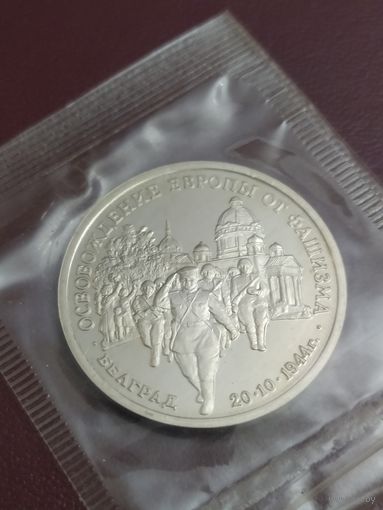 ОСВОБОЖДЕНИЕ ЕВРОПЫ ОТ ФАШИЗМА
· БЕЛГРАД 20·10·1944г. ·